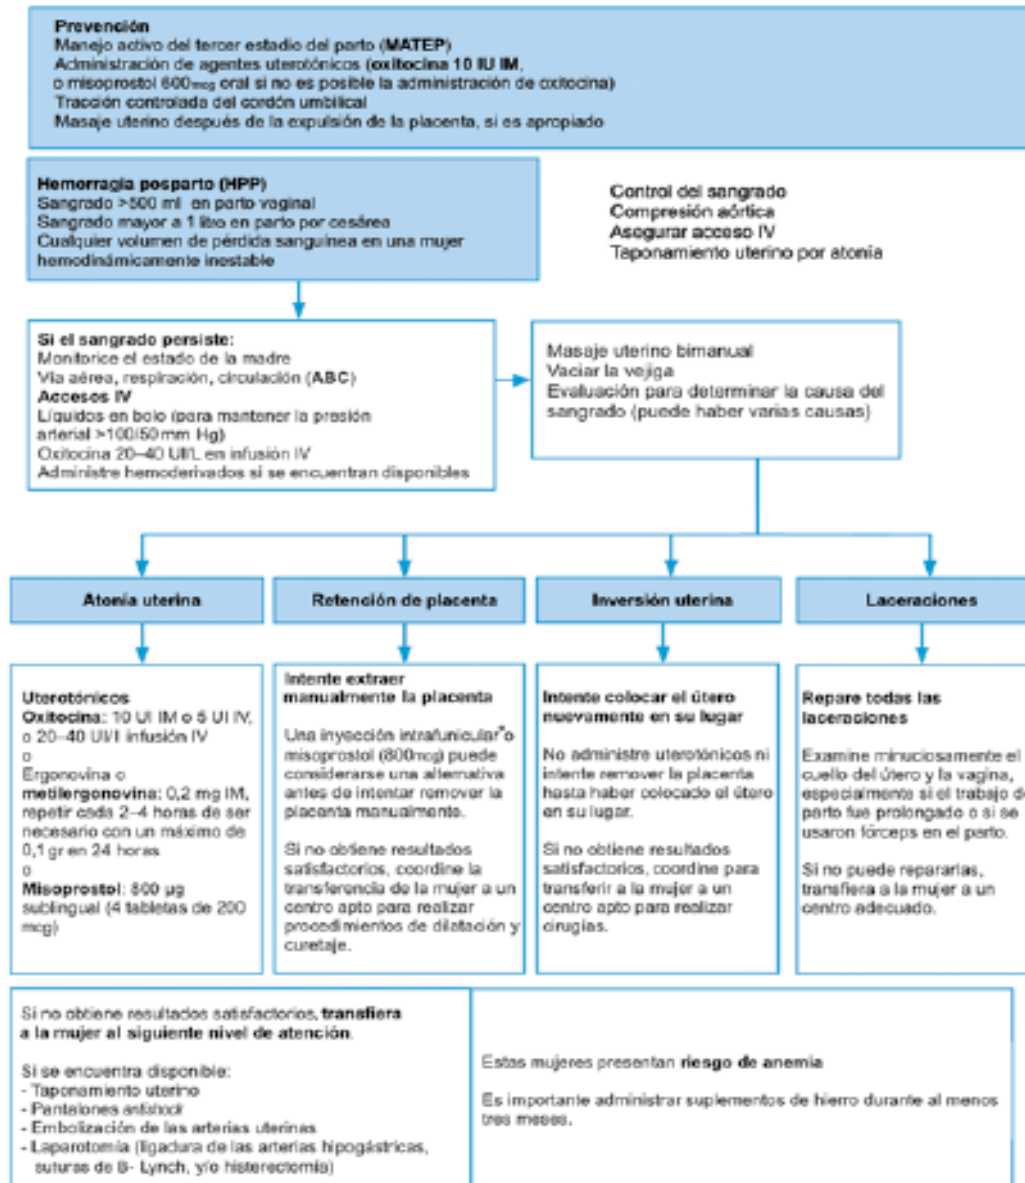 Prevención
Manejo activo del tercer estadio del parto (MATEP)
Administración de agentes uterotónicos (oxitocina 10 IU IM,
o misoprostol 600mcg oral si no es posible la administración de oxitocina)
Tracción controlada del cordón umbilical
Masaje uterino después de la expulsión de la placenta, si es apropiado
Hemorragia posparto (HPP)
Sangrado >500 ml en parto vaginal
Sangrado mayor a 1 litro en parto por cesárea
Cualquier volumen de pérdida sanguínea en una mujer
hemodinámicamente inestable
Control del sangrado
Compresión aórtica
Asegurar acceso IV
Taponamiento uterino por atonía
Si el sangrado persiste:
Monitorice el estado de la madre
Vía aérea, respiración, circulación (ABC)
Accesos IV
Líquidos en bolo (para mantener la presión
arterial >100/50 mm Hg)
Oxitocina 20–40 UI/L en infusión IV
Administre hemoderivados si se encuentran disponibles
Masaje uterino bimanual
Vaciar la vejiga
Evaluación para determinar la causa del
sangrado (puede haber varias causas)
Atonía uterina
Retención de placenta
Inversión uterina
Laceraciones
Uterotónicos
Oxitocina: 10 UI IM o 5 UI IV,
o 20–40 UI/l infusión IV
o
Ergonovina o
metilergonovina: 0,2 mg IM,
repetir cada 2–4 horas de ser
necesario con un máximo de
0,1 gr en 24 horas
o
Misoprostol: 800 µg
sublingual (4 tabletas de 200
mcg)
Intente extraer
manualmente la placenta
Una inyección intrafunicular*o
misoprostol (800mcg) puede
considerarse una alternativa
antes de intentar remover la
placenta manualmente.
Si no obtiene resultados
satisfactorios, coordine la
transferencia de la mujer a un
centro apto para realizar
procedimientos de dilatación y
curetaje.
Intente colocar el útero
nuevamente en su lugar
No administre uterotónicos ni
intente remover la placenta
hasta haber colocado el útero
en su lugar.
Si no obtiene resultados
satisfactorios, coordine para
transferir a la mujer a un
centro apto para realizar
cirugías.
Repare todas las
laceraciones
Examine minuciosamente el
cuello del útero y la vagina,
especialmente si el trabajo de
parto fue prolongado o si se
usaron fórceps en el parto.
Si no puede repararlas,
transfiera a la mujer a un
centro adecuado.
Si no obtiene resultados satisfactorios, transfiera
a la mujer al siguiente nivel de atención.
Si se encuentra disponible:
- Taponamiento uterino
- Pantalones antishock
- Embolización de las arterias uterinas
- Laparotomía (ligadura de las arterias hipogástricas,
suturas de B- Lynch, y/o histerectomía)
Estas mujeres presentan riesgo de anemia
Es importante administrar suplementos de hierro durante al menos
tres meses.